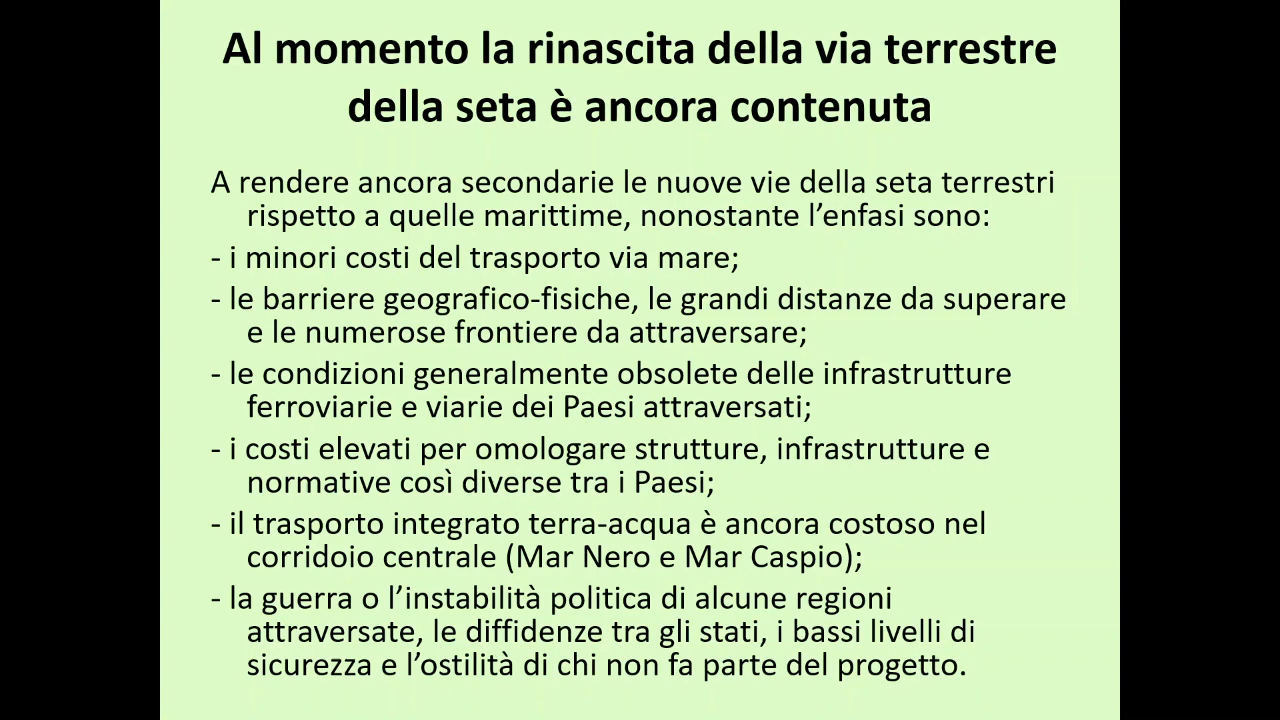 Al momento la rinascita della via terrestre
della seta è ancora contenuta
A rendere ancora secondarie le nuove vie della seta terrestri
rispetto a quelle marittime, nonostante l’enfasi sono:
- i minori costi del trasporto via mare;
- le barriere geografico-fisiche, le grandi distanze da superare
e le numerose frontiere da attraversare;
- le condizioni generalmente obsolete delle infrastrutture
ferroviarie e viarie dei Paesi attraversati;
- i costi elevati per omologare strutture, infrastrutture e
normative così diverse tra i Paesi;
- il trasporto integrato terra-acqua è ancora costoso nel
corridoio centrale (Mar Nero e Mar Caspio);
- la guerra o l’instabilità politica di alcune regioni
attraversate, le diffidenze tra gli stati, i bassi livelli di
sicurezza e l’ostilità di chi non fa parte del progetto.